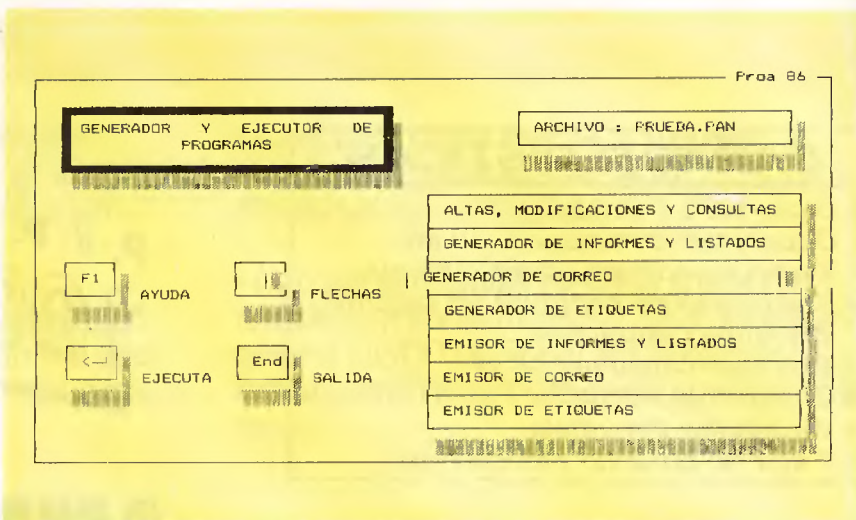 Proa 86
GENERADOR Y EJECUTOR DE
PROGRAMAS
ARCHIVO : PRUEBA.PAN
ALTAS, MODIFICACIONES Y CONSULTAS
GENERADOR DE INFORMES Y LISTADOS
GENERADOR DE CORREO
GENERADOR DE ETIQUETAS
EMISOR DE INFORMES Y LISTADOS
EMISOR DE CORREO
EMISOR DE ETIQUETAS
F1 AYUDA
FLECHAS
<─┘ EJECUTA
End SALIDA